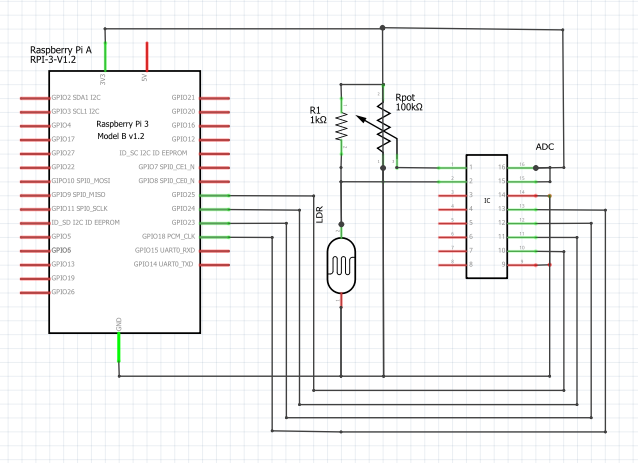 Raspberry Pi A
RPI-3-V1.2
3V3
5V
GPIO2 SDA1 I2C
GPIO3 SCL1 I2C
GPIO4
GPIO17
GPIO27
GPIO22
GPIO10 SPI0_MOSI
GPIO9 SPI0_MISO
GPIO11 SPI0_SCLK
ID_SD I2C ID EEPROM
GPIO5
GPIO6
GPIO13
GPIO19
GPIO26
Raspberry Pi 3
Model B v1.2
GPIO21
GPIO20
GPIO16
GPIO12
ID_SC I2C ID EEPROM
GPIO7 SPI0_CE1_N
GPIO8 SPI0_CE0_N
GPIO25
GPIO24
GPIO23
GPIO18 PCM_CLK
GPIO15 UART0_RXD
GPIO14 UART0_TXD
GND
R1
1kΩ
Rpot
100kΩ
LDR
ADC
IC
1
2
3
4
5
6
7
8
16
15
14
13
12
11
10
9